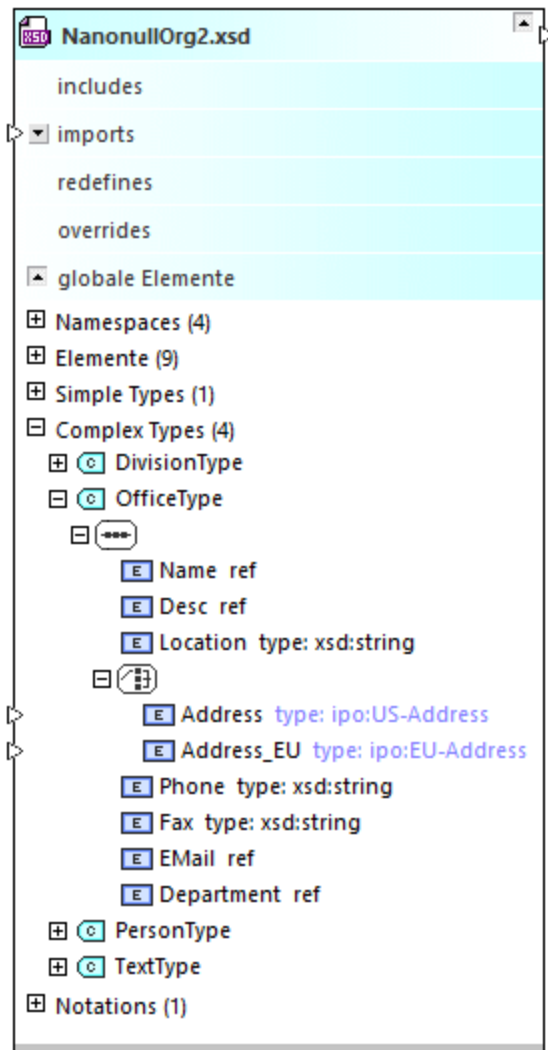 XSD NanonullOrg2.xsd
includes
imports
redefines
overrides
globale Elemente
Namespaces (4)
Elemente (9)
Simple Types (1)
Complex Types (4)
C DivisionType
C OfficeType
E Name ref
E Desc ref
E Location type: xsd:string
E Address type: ipo:US-Address
E Address_EU type: ipo:EU-Address
E Phone type: xsd:string
E Fax type: xsd:string
E EMail ref
E Department ref
C PersonType
C TextType
Notations (1)